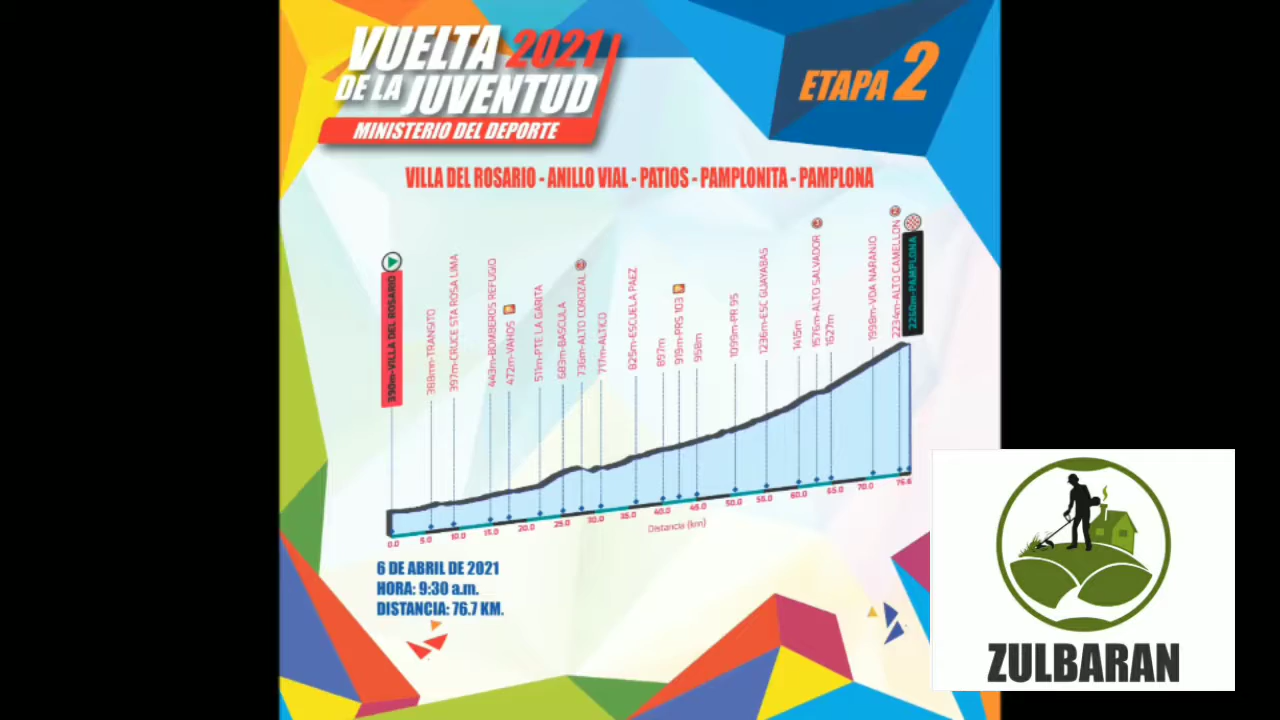 VUELTA 2021
DE LA JUVENTUD
MINISTERIO DEL DEPORTE
ETAPA 2
VILLA DEL ROSARIO - ANILLO VIAL - PATIOS - PAMPLONITA - PAMPLONA
390m-VILLA DEL ROSARIO
388mn-TRANSITO
397m-CRUCE STA ROSA LIMA
443m-BOMBEROS REFUGIO
472m-VAHOS
511m-PTE LA GARITA
683m-BASCULA
736m-ALTO COROZAL
717m-ALTICO
825m-ESCUELA PAEZ
897m
919m-PRS 103
958m
1099m-PR 95
1236m-ESC GUAYABAS
1415m
1576m-ALTO SALVADOR
1627m
1998m-VDA NARANJO
2234m-ALTO CAMELLON
2260m-PAMPLONA
0.0 5.0 10.0 15.0 20.0 25.0 30.0 35.0 40.0 45.0 50.0 55.0 60.0 65.0 70.0 75.6
Distancia (km)
6 DE ABRIL DE 2021
HORA: 9:30 a.m.
DISTANCIA: 76.7 KM.
ZULBARAN